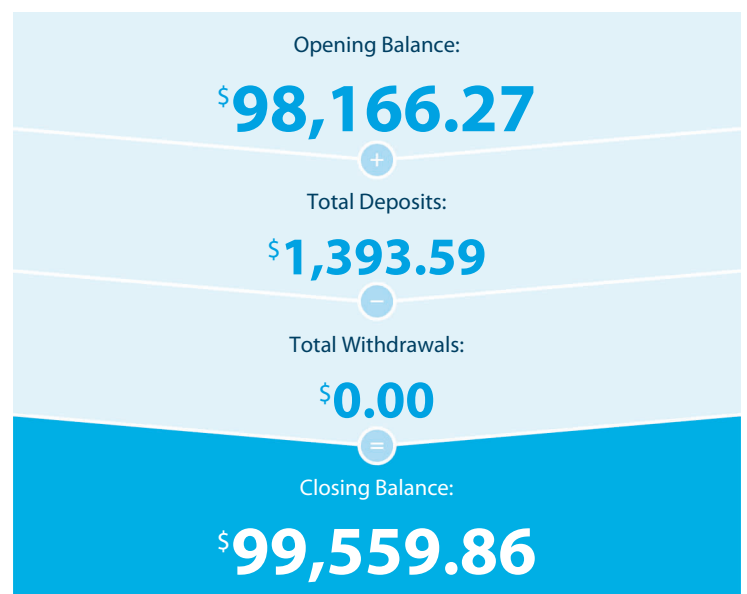 Opening Balance:
$98,166.27
+
Total Deposits:
$1,393.59
−
Total Withdrawals:
$0.00
=
Closing Balance:
$99,559.86